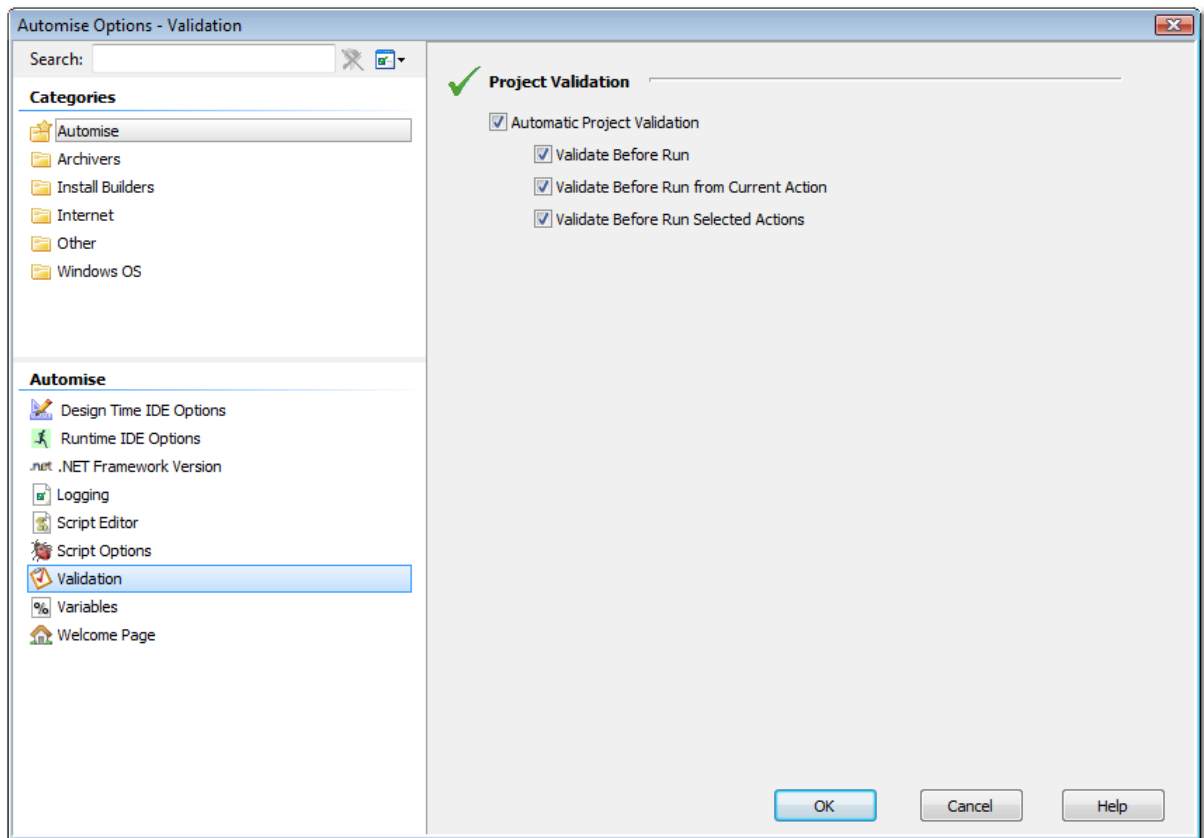 Automise Options - Validation
Search:
Categories
Automise
Archivers
Install Builders
Internet
Other
Windows OS
Automise
Design Time IDE Options
Runtime IDE Options
.net .NET Framework Version
Logging
Script Editor
Script Options
Validation
% Variables
Welcome Page
Project Validation
Automatic Project Validation
Validate Before Run
Validate Before Run from Current Action
Validate Before Run Selected Actions
OK Cancel Help